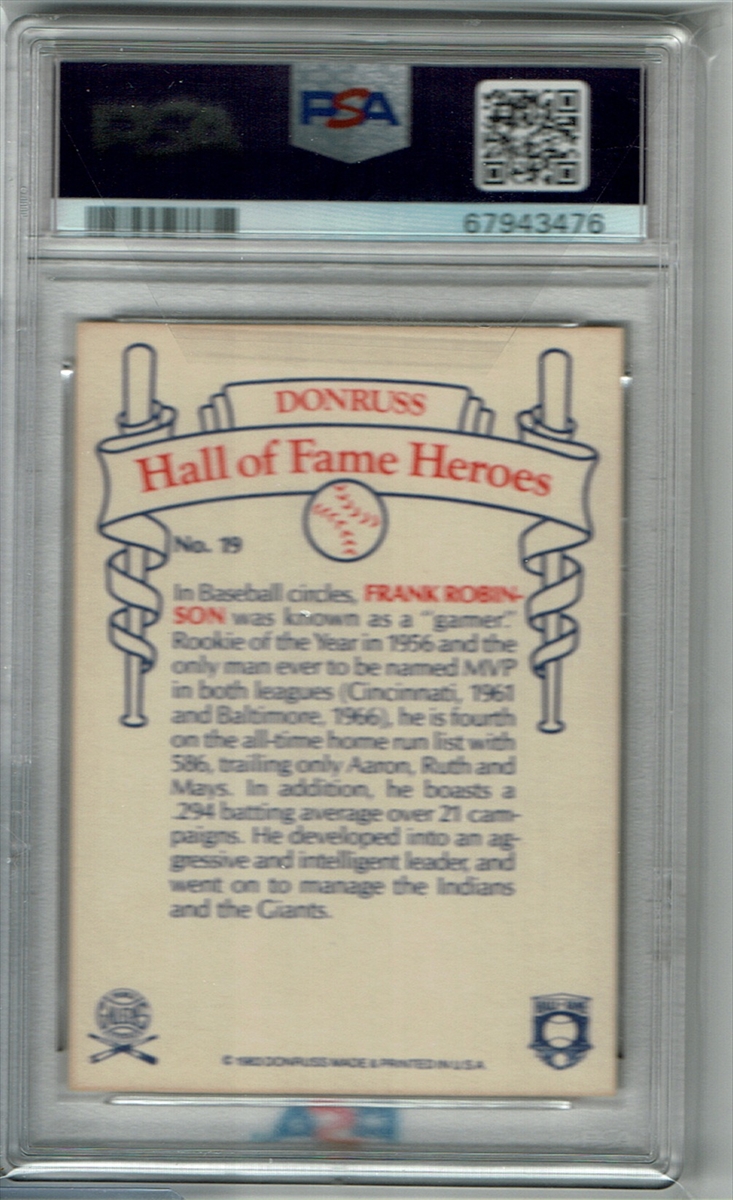 PSA
PSA
67943476
DONRUSS
Hall of Fame Heroes
No. 19
In Baseball circles, FRANK ROBIN-
SON was known as a "gamer."
Rookie of the Year in 1956 and the
only man ever to be named MVP
in both leagues (Cincinnati, 1961
and Baltimore, 1966), he is fourth
on the all-time home run list with
586, trailing only Aaron, Ruth and
Mays. In addition, he boasts a
.294 batting average over 21 cam-
paigns. He developed into an ag-
gressive and intelligent leader, and
went on to manage the Indians
and the Giants.
© 1983 DONRUSS MADE & PRINTED IN U.S.A.